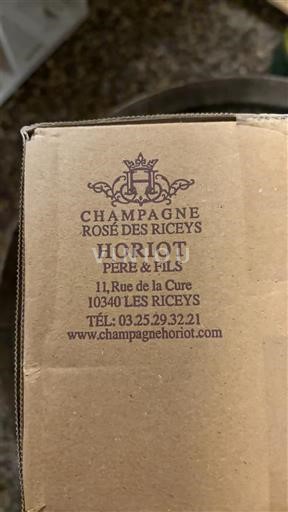 H
CHAMPAGNE
ROSÉ DES RICEYS
HORIOT
PÈRE & FILS
11, Rue de la Cure
10340 LES RICEYS
TÉL: 03.25.29.32.21
www.champagnehoriot.com